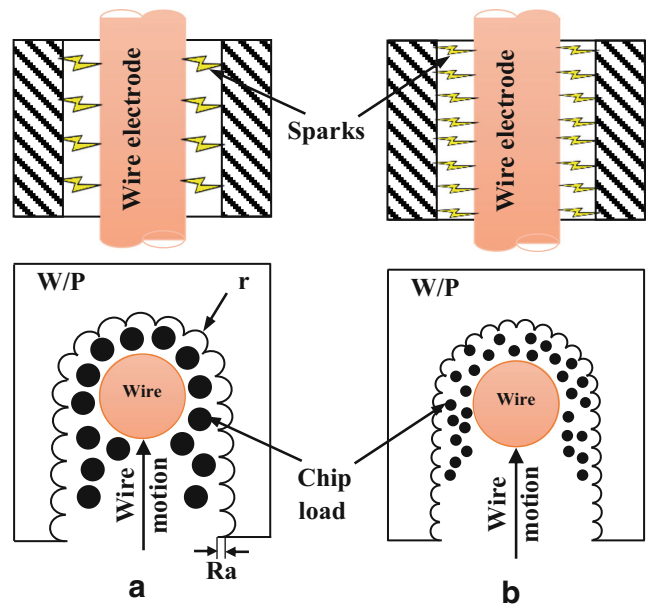 Wire electrode
Wire electrode
Sparks
W/P
r
W/P
Wire
Wire
Chip
load
Wire
motion
Wire
motion
Ra
a
b